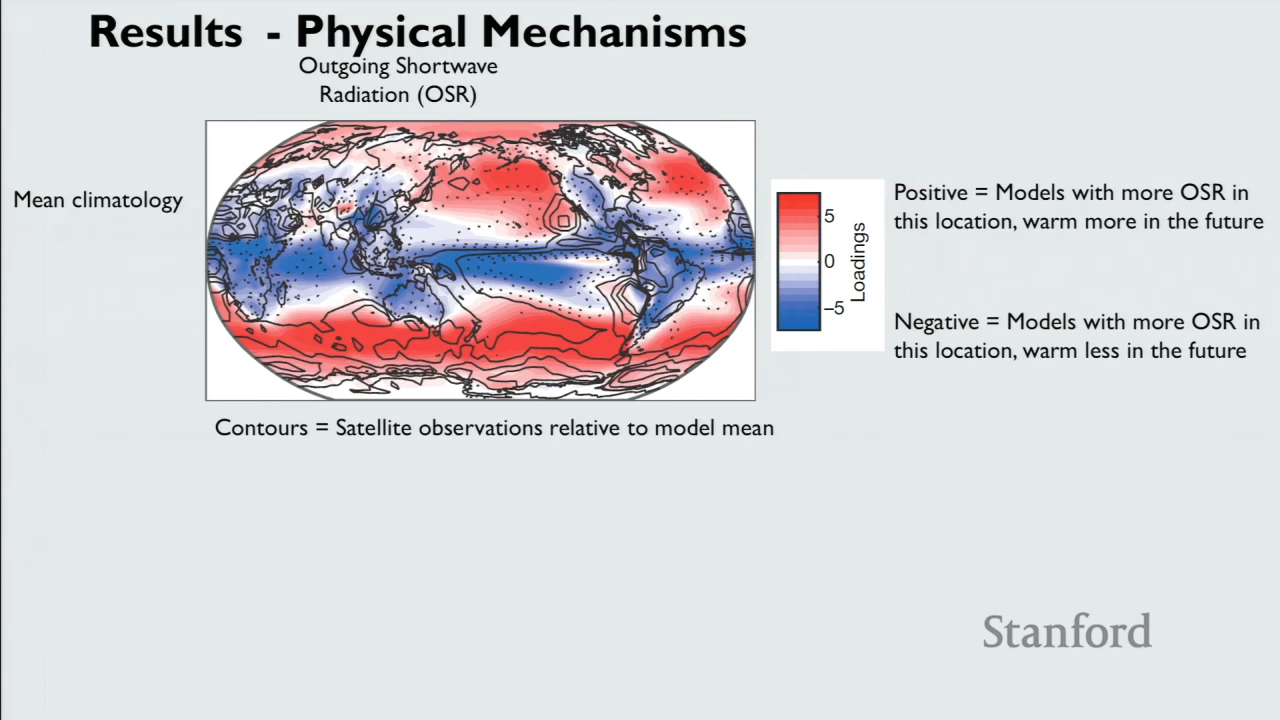 Results - Physical Mechanisms
Outgoing Shortwave
Radiation (OSR)
Mean climatology
5
0
−5
Loadings
Positive = Models with more OSR in
this location, warm more in the future
Negative = Models with more OSR in
this location, warm less in the future
Contours = Satellite observations relative to model mean
Stanford